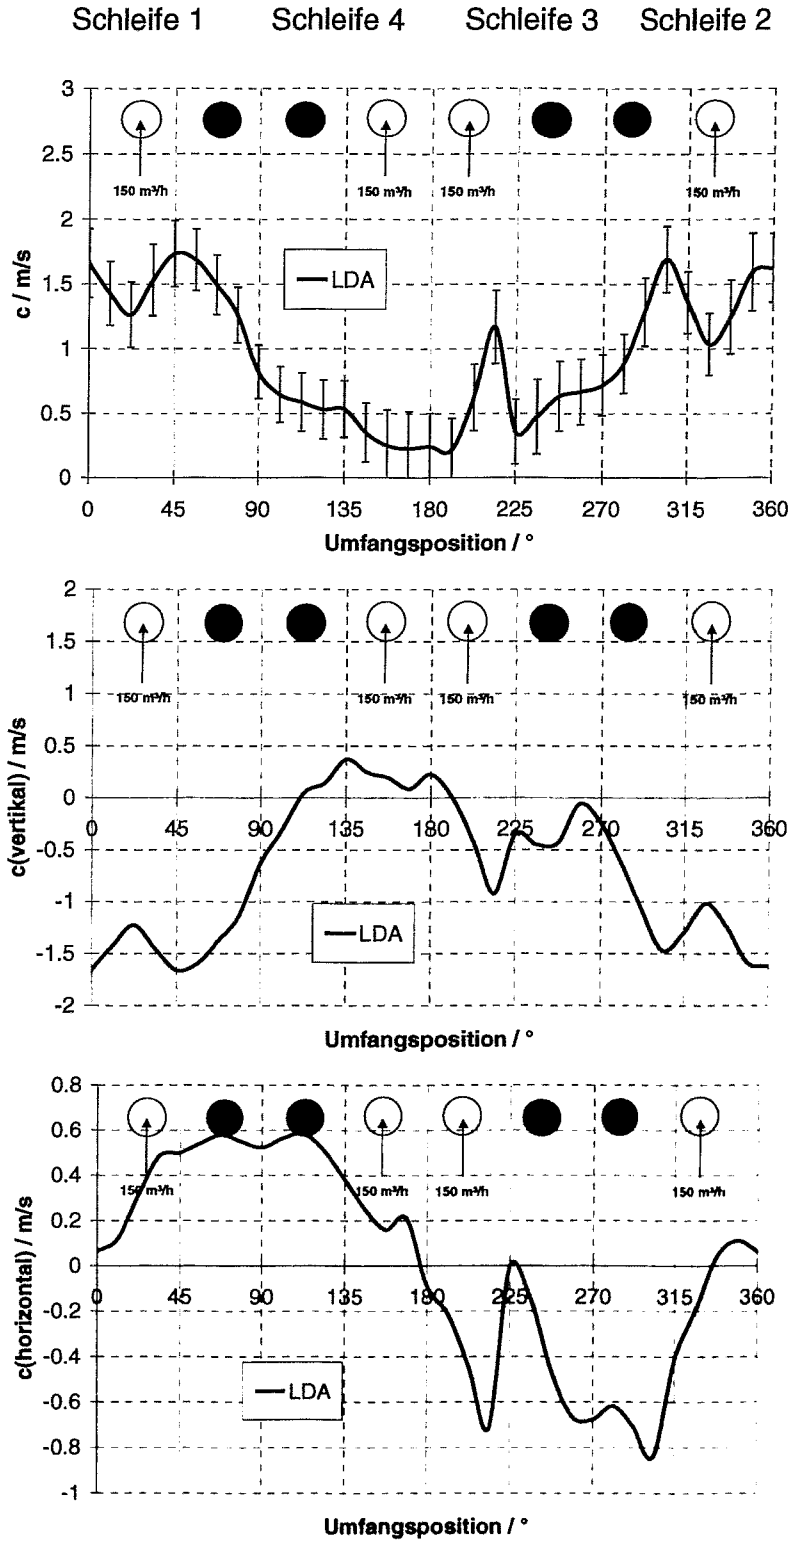 Schleife 1 Schleife 4 Schleife 3 Schleife 2
3
2.5
2
1.5
1
0.5
0
c / m/s
150 m³/h 150 m³/h 150 m³/h 150 m³/h
LDA
0 45 90 135 180 225 270 315 360
Umfangsposition / °
2
1.5
1
0.5
0
-0.5
-1
-1.5
-2
c(vertikal) / m/s
150 m³/h 150 m³/h 150 m³/h 150 m³/h
0 45 90 135 180 225 270 315 360
LDA
Umfangsposition / °
0.8
0.6
0.4
0.2
0
-0.2
-0.4
-0.6
-0.8
-1
c(horizontal) / m/s
150 m³/h 150 m³/h 150 m³/h 150 m³/h
0 45 90 135 180 225 270 315 360
LDA
Umfangsposition / °